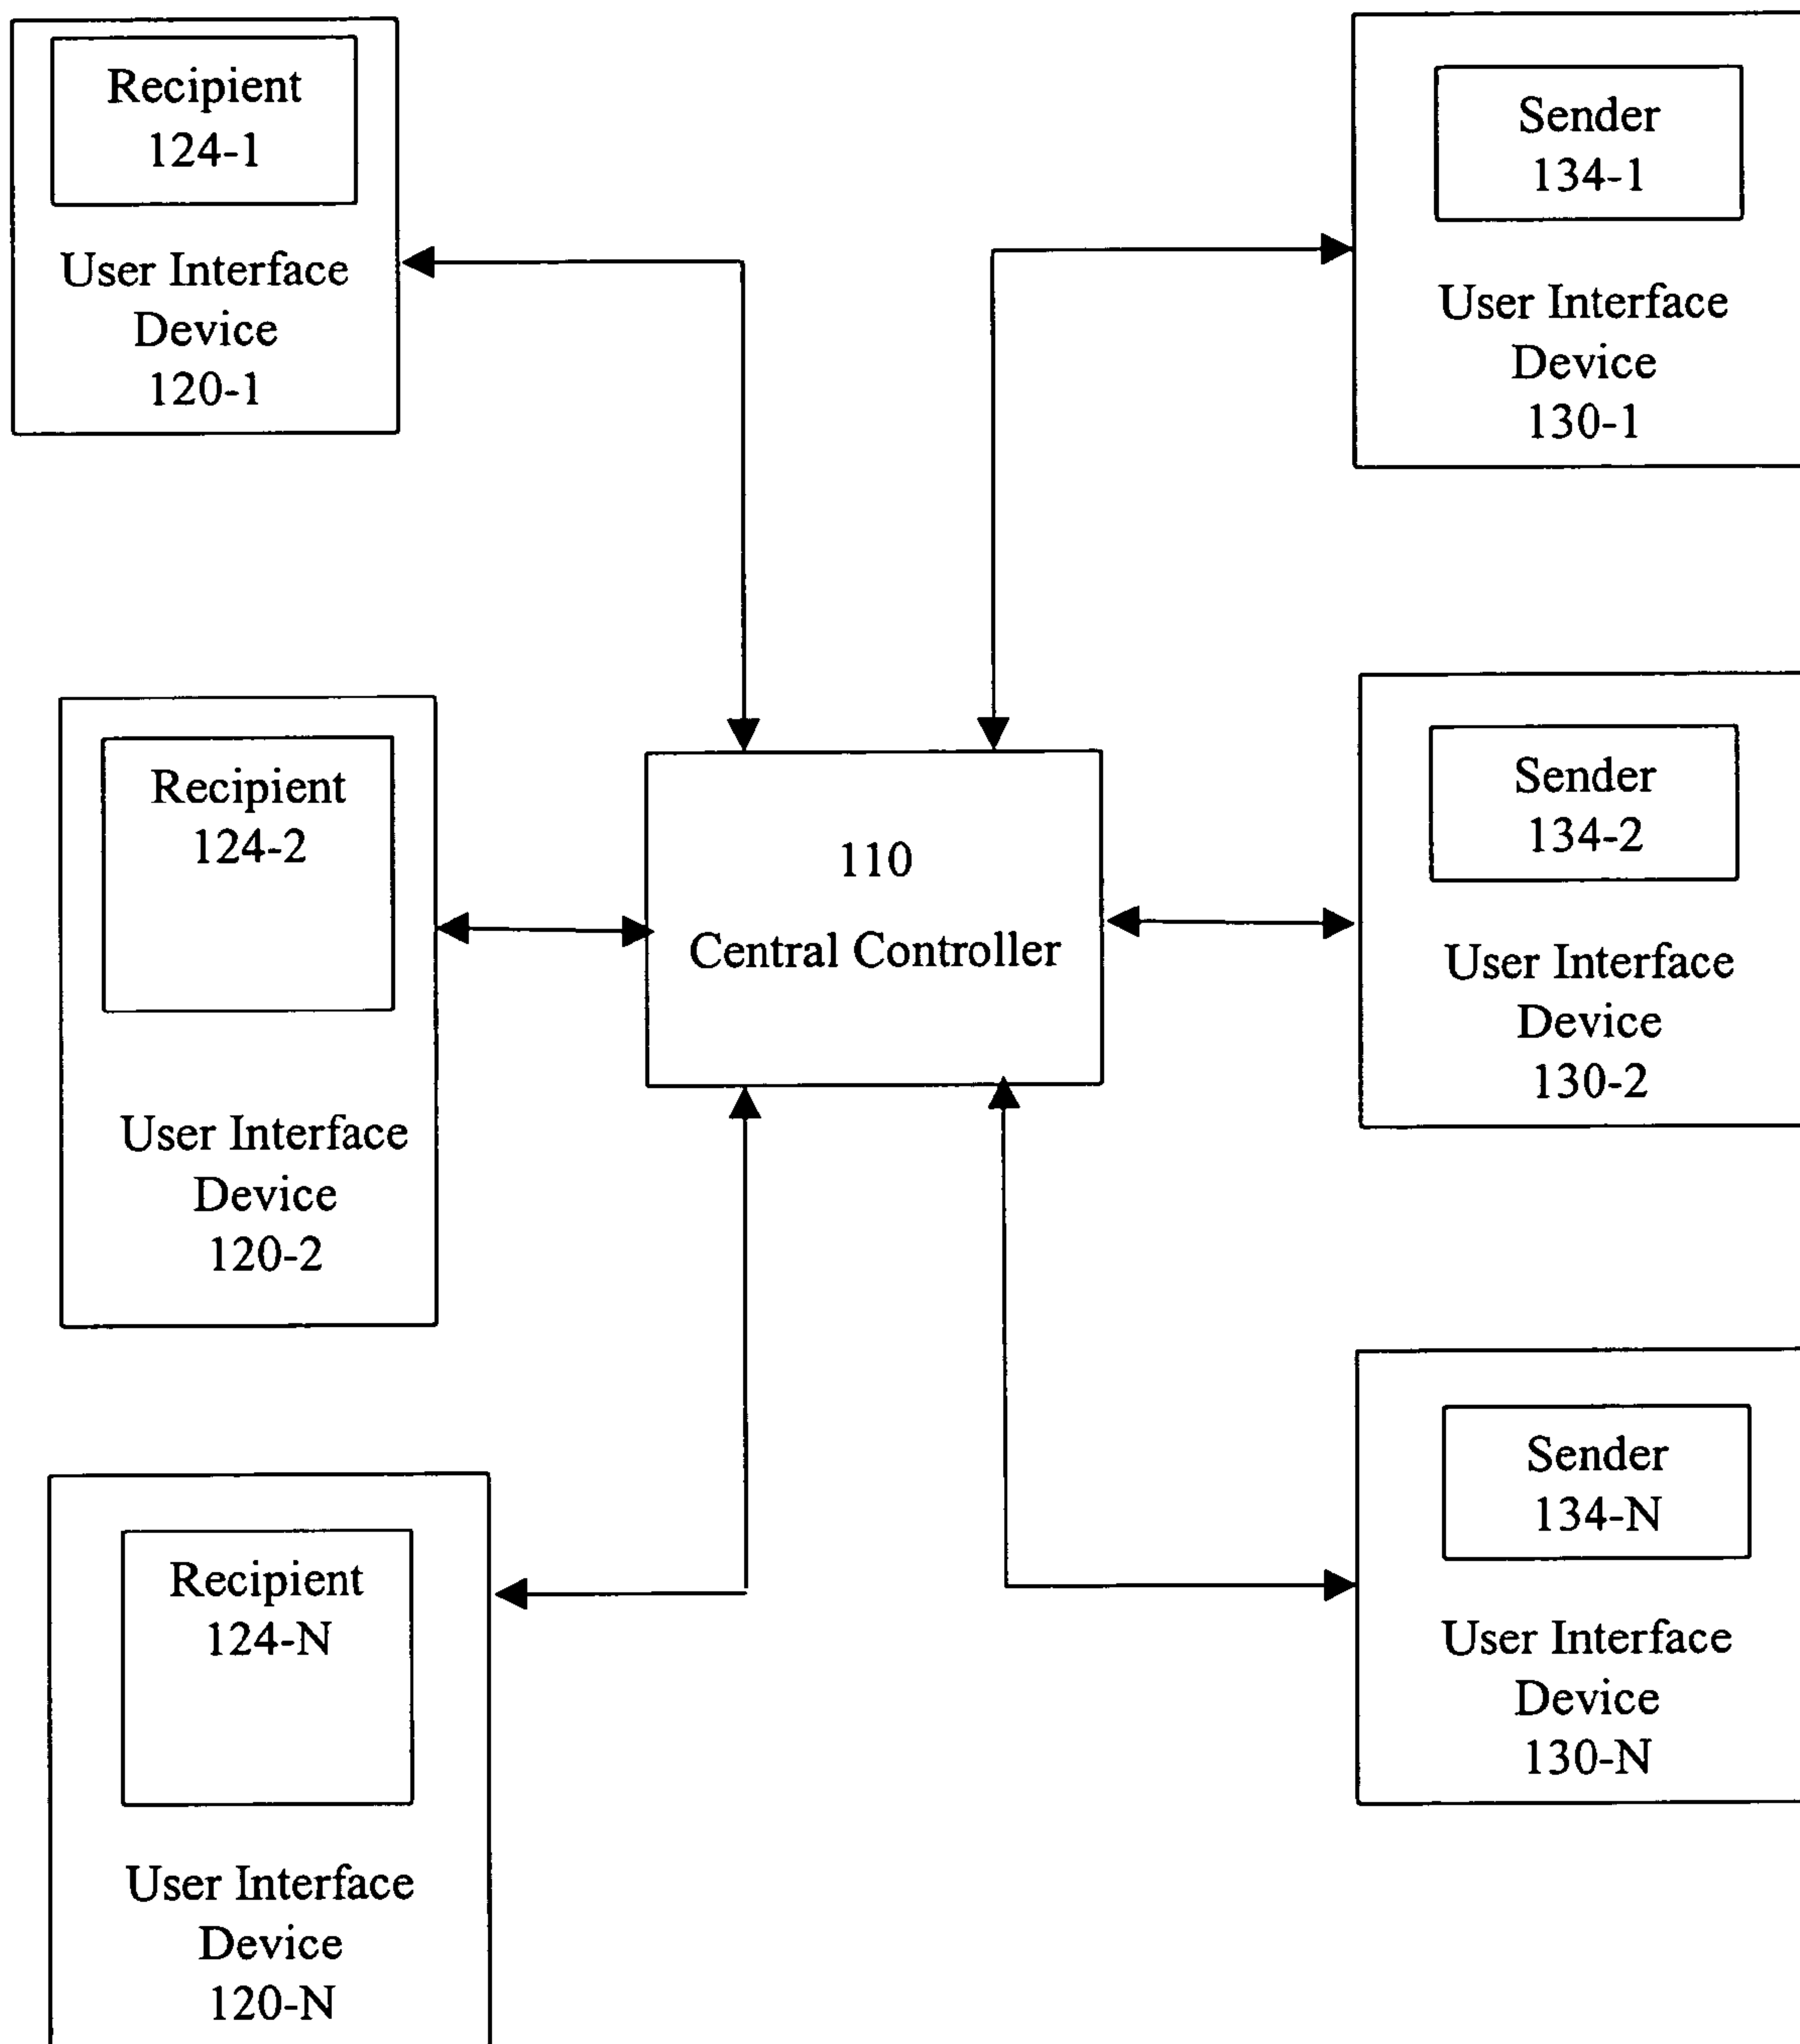 Recipient
124-1
User Interface
Device
120-1
Sender
134-1
User Interface
Device
130-1
Recipient
124-2
User Interface
Device
120-2
110
Central Controller
Sender
134-2
User Interface
Device
130-2
Recipient
124-N
User Interface
Device
120-N
Sender
134-N
User Interface
Device
130-N